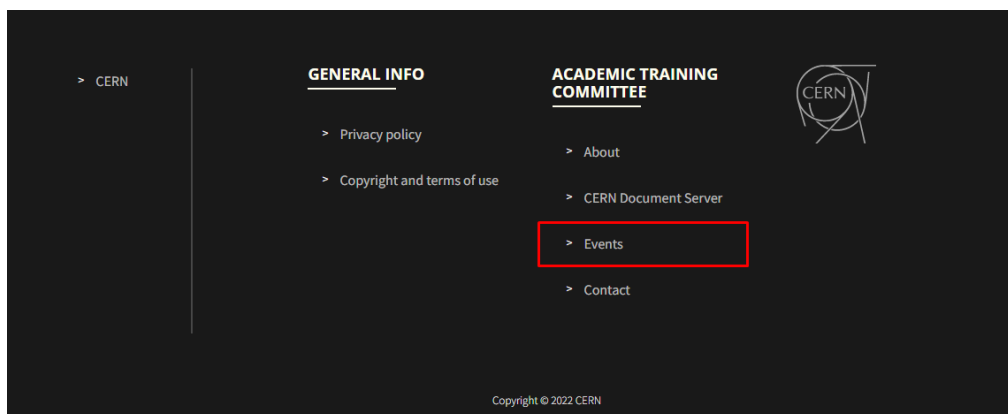 > CERN
GENERAL INFO
> Privacy policy
> Copyright and terms of use
ACADEMIC TRAINING
COMMITTEE
> About
> CERN Document Server
> Events
> Contact
CERN
Copyright © 2022 CERN